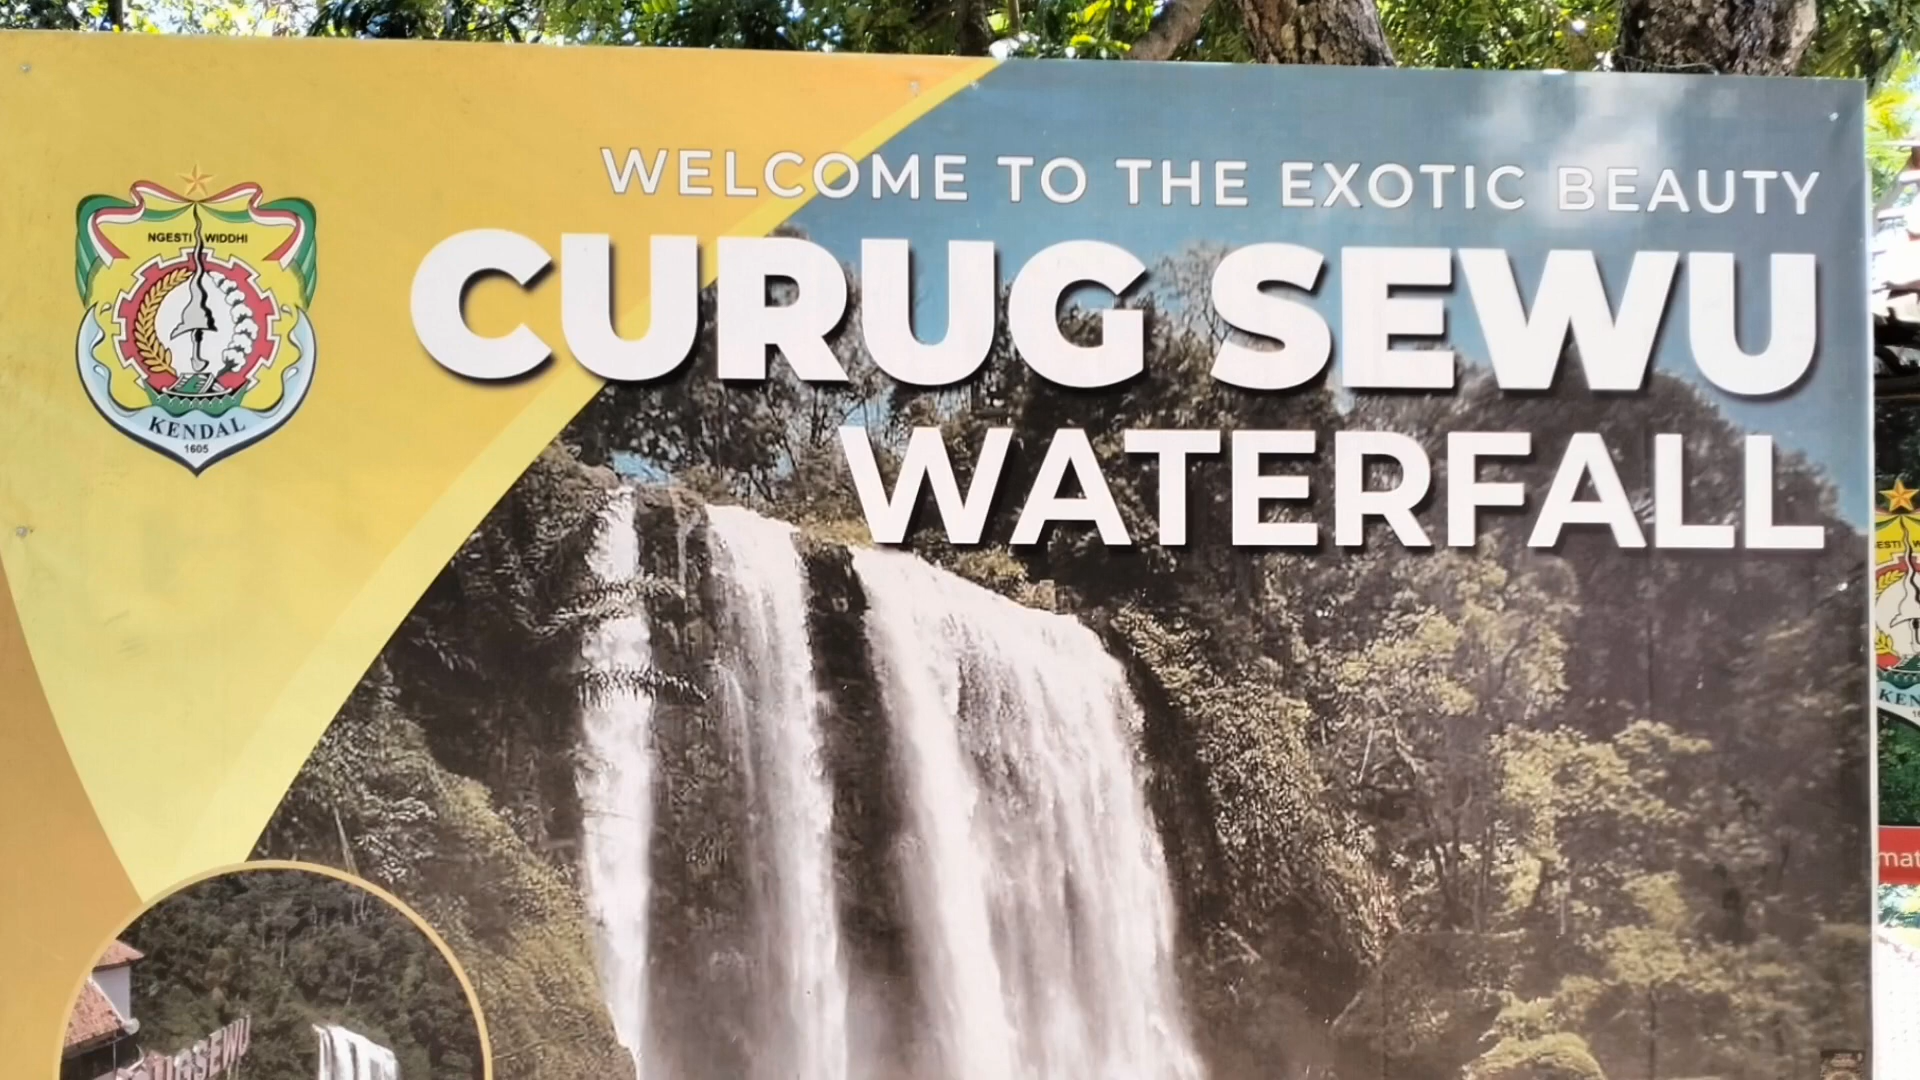 WELCOME TO THE EXOTIC BEAUTY
CURUG SEWU
WATERFALL
NGESTI WIDDHI
KENDAL
1605